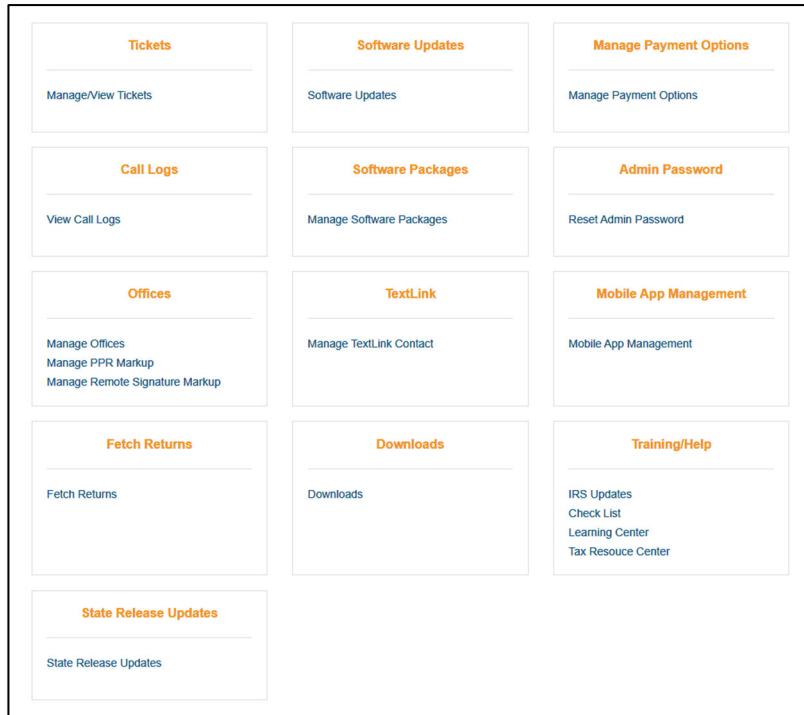 Tickets
Manage/View Tickets
Software Updates
Software Updates
Manage Payment Options
Manage Payment Options
Call Logs
View Call Logs
Software Packages
Manage Software Packages
Admin Password
Reset Admin Password
Offices
Manage Offices
Manage PPR Markup
Manage Remote Signature Markup
TextLink
Manage TextLink Contact
Mobile App Management
Mobile App Management
Fetch Returns
Fetch Returns
Downloads
Downloads
Training/Help
IRS Updates
Check List
Learning Center
Tax Resouce Center
State Release Updates
State Release Updates